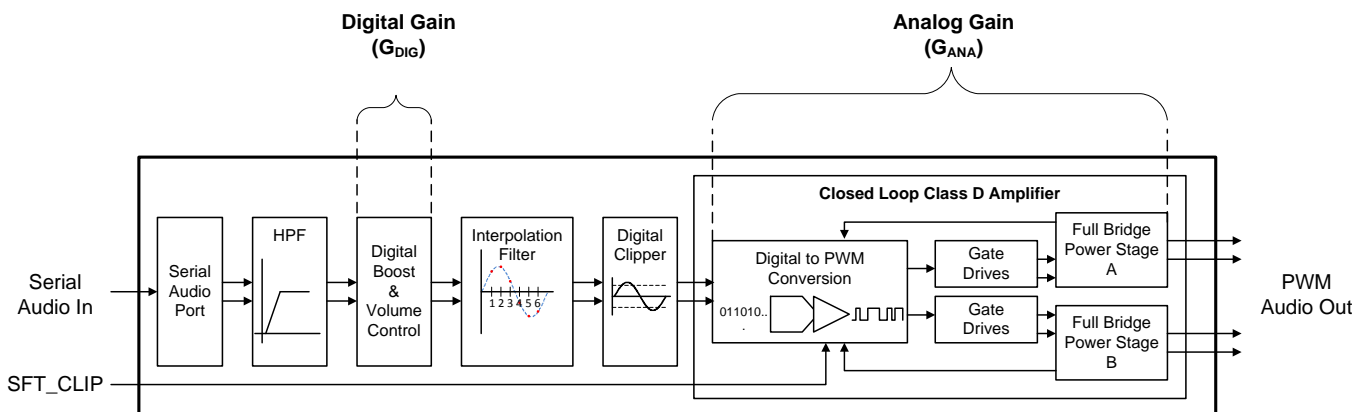 Digital Gain
(GDIG)
Analog Gain
(GANA)
Closed Loop Class D Amplifier
Serial
Audio In
Serial
Audio
Port
HPF
Digital
Boost
&
Volume
Control
Interpolation
Filter
1 2 3 4 5 6
Digital
Clipper
Digital to PWM
Conversion
011010..
.
Gate
Drives
Gate
Drives
Full Bridge
Power Stage
A
Full Bridge
Power Stage
B
PWM
Audio Out
SFT_CLIP